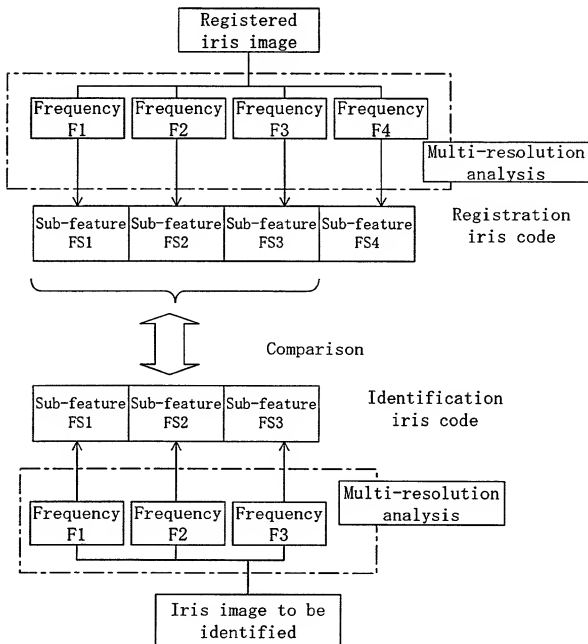 Registered
iris image
Frequency
F1
Frequency
F2
Frequency
F3
Frequency
F4
Multi-resolution
analysis
Sub-feature
FS1
Sub-feature
FS2
Sub-feature
FS3
Sub-feature
FS4
Registration
iris code
Comparison
Identification
iris code
Sub-feature
FS1
Sub-feature
FS2
Sub-feature
FS3
Frequency
F1
Frequency
F2
Frequency
F3
Multi-resolution
analysis
Iris image to be
identified